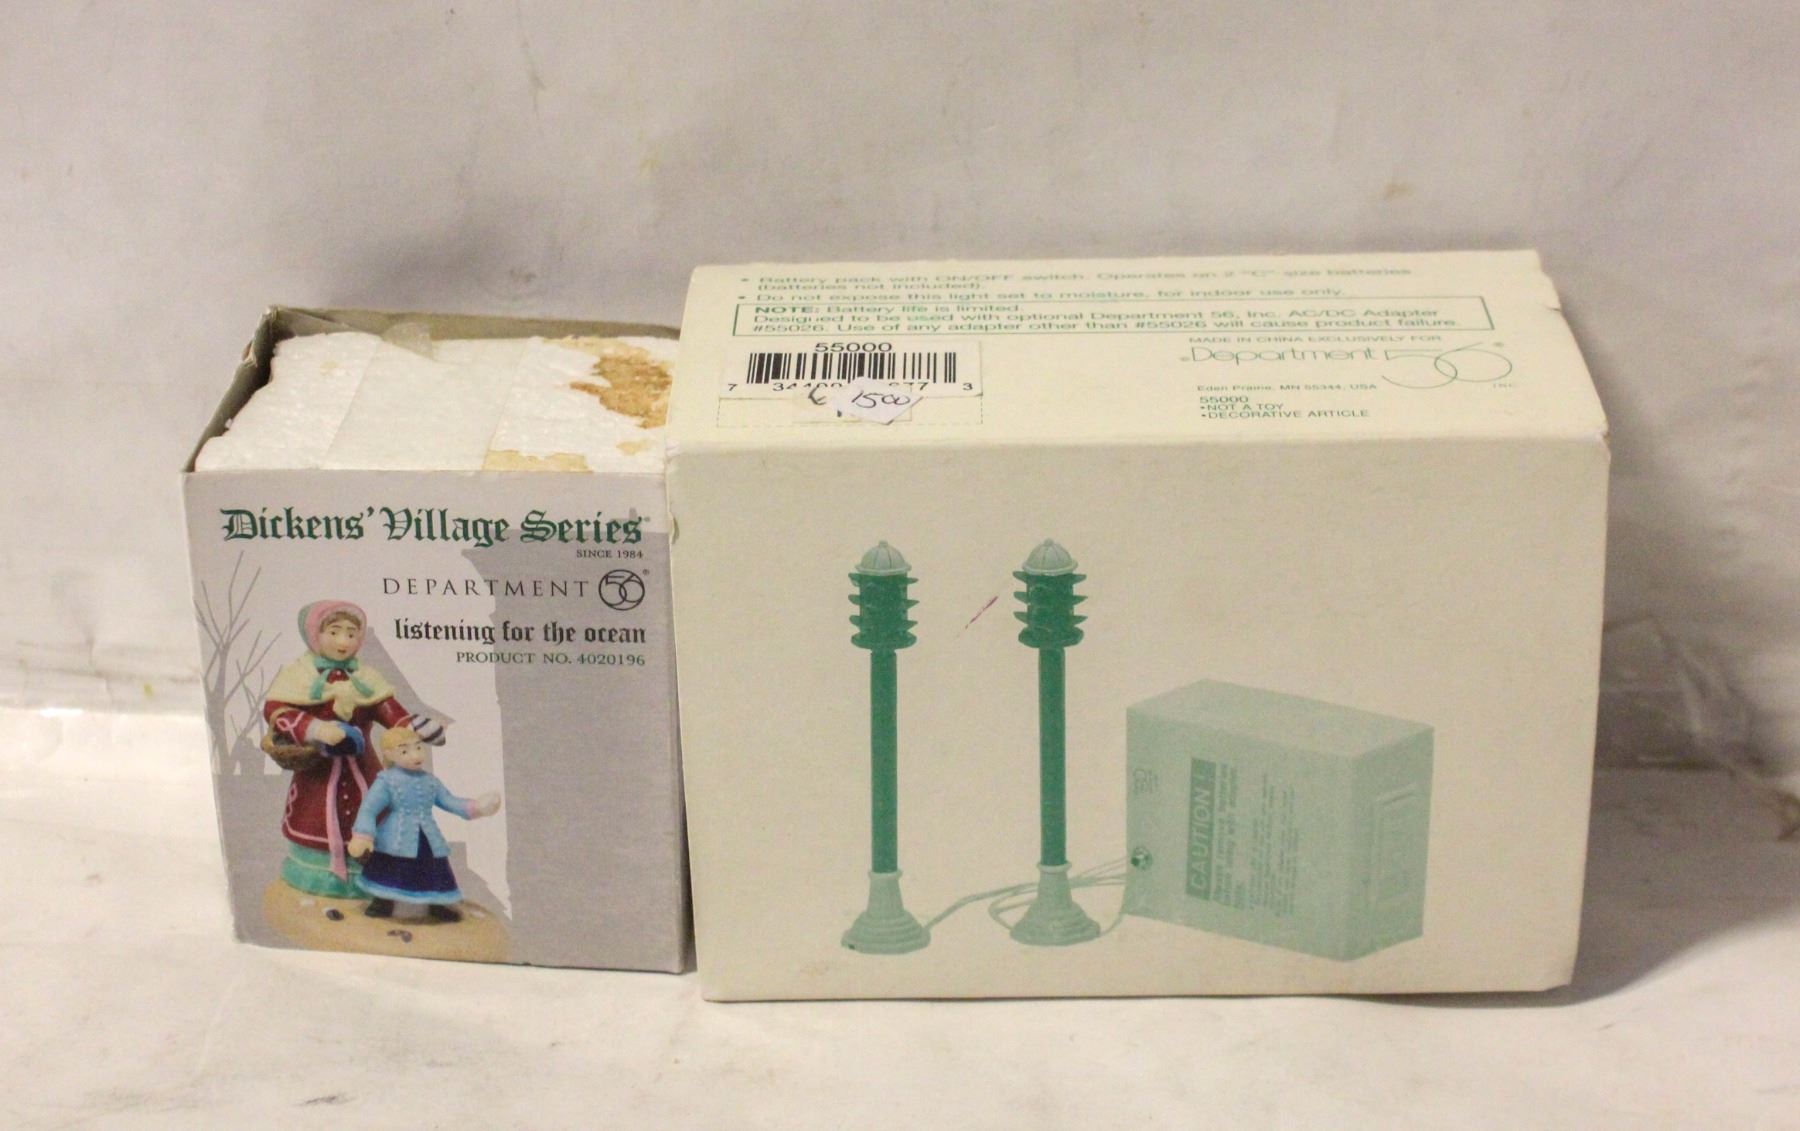 Dickens' Village Series
SINCE 1984
DEPARTMENT 56®
listening for the ocean
PRODUCT NO. 4020196
• Battery pack with ON/OFF switch. Operates on 2 "C" size batteries
(batteries not included).
• Do not expose this light set to moisture, for indoor use only.
NOTE: Battery life is limited.
Designed to be used with optional Department 56, Inc. AC/DC Adapter
#55026. Use of any adapter other than #55026 will cause product failure.
55000
7 3
1500
MADE IN CHINA EXCLUSIVELY FOR
Department 56®
INC
Eden Prairie, MN 55344, USA
55000
•NOT A TOY
•DECORATIVE ARTICLE
CAUTION!